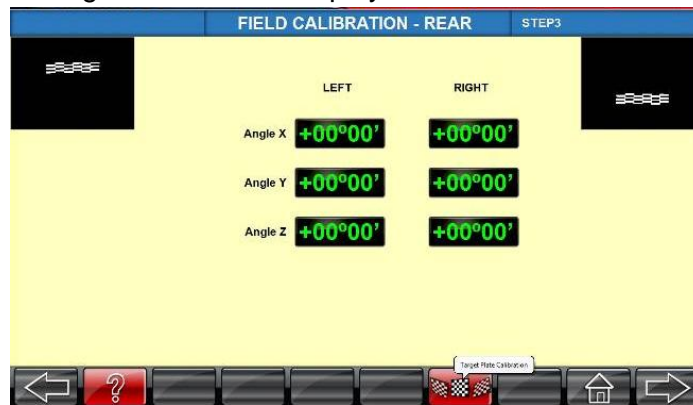 FIELD CALIBRATION - REAR STEP3
LEFT RIGHT
Angle X +00º00’ +00º00’
Angle Y +00º00’ +00º00’
Angle Z +00º00’ +00º00’
Target Plate Calibration
?